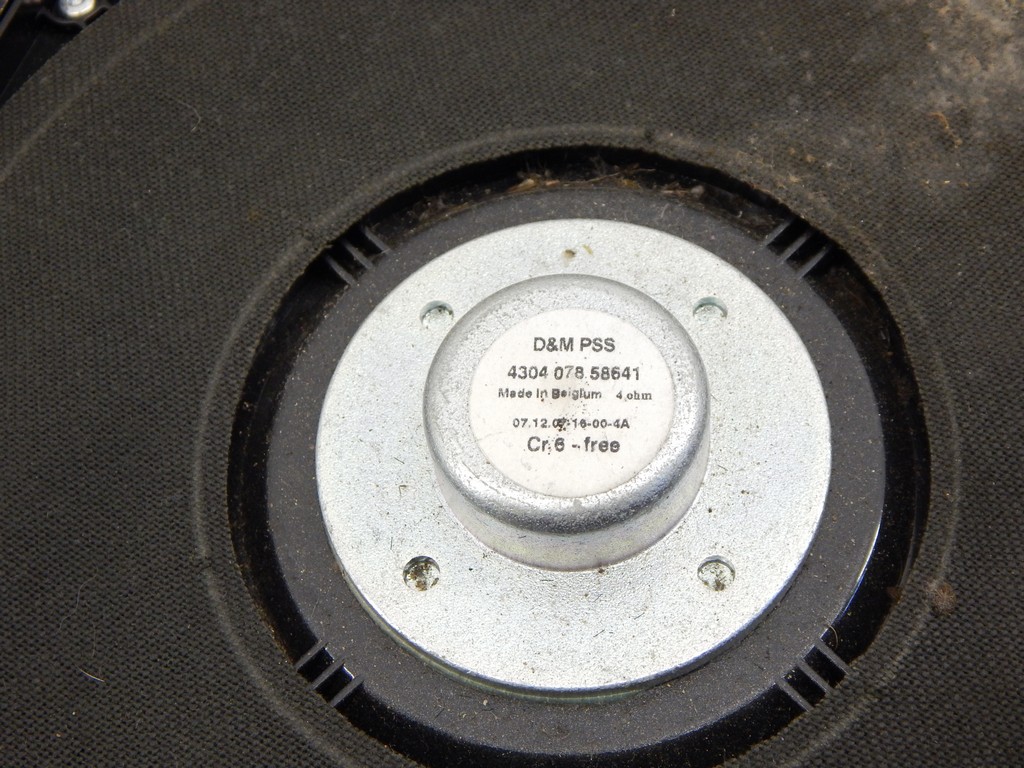 D&M PSS
4304 078 58641
Made in Belgium 4 ohm
Cr 6 - free